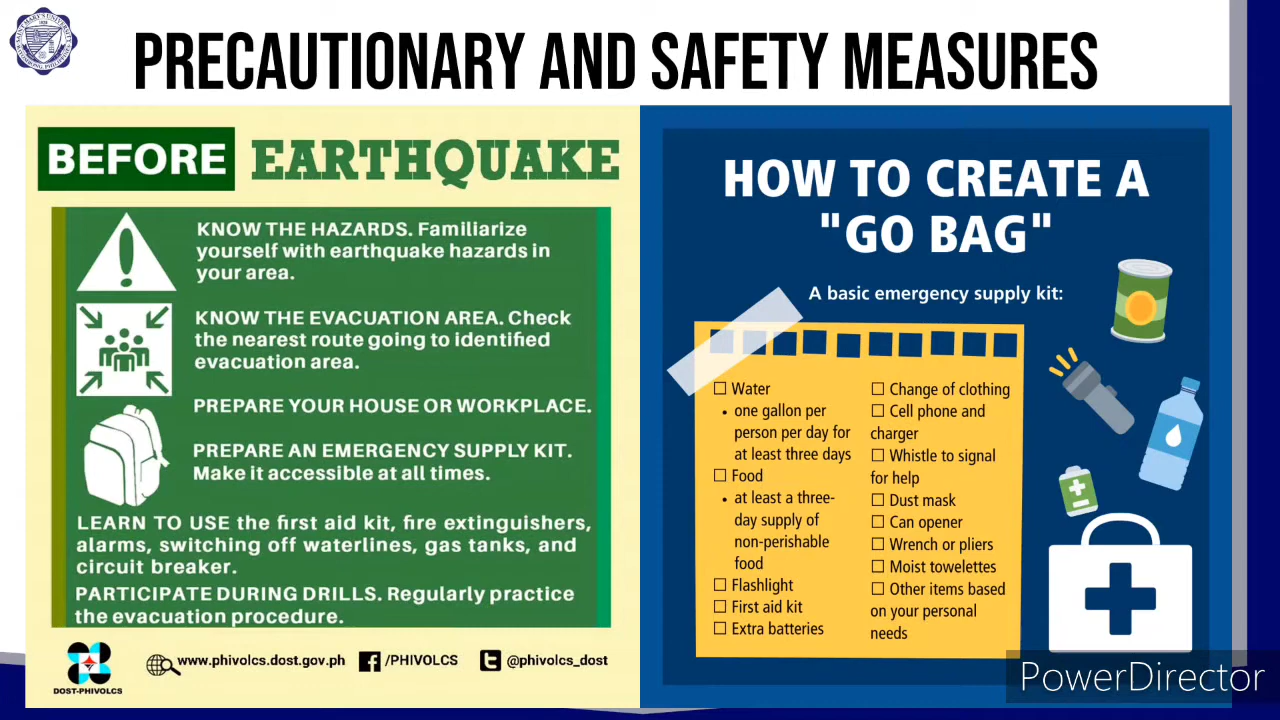 PRECAUTIONARY AND SAFETY MEASURES
BEFORE EARTHQUAKE
KNOW THE HAZARDS. Familiarize
yourself with earthquake hazards in
your area.
KNOW THE EVACUATION AREA. Check
the nearest route going to identified
evacuation area.
PREPARE YOUR HOUSE OR WORKPLACE.
PREPARE AN EMERGENCY SUPPLY KIT.
Make it accessible at all times.
LEARN TO USE the first aid kit, fire extinguishers,
alarms, switching off waterlines, gas tanks, and
circuit breaker.
PARTICIPATE DURING DRILLS. Regularly practice
the evacuation procedure.
DOST-PHIVOLCS
www.phivolcs.dost.gov.ph
/PHIVOLCS
@phivolcs_dost
HOW TO CREATE A
"GO BAG"
A basic emergency supply kit:
☐ Water
• one gallon per
person per day for
at least three days
☐ Food
• at least a three-
day supply of
non-perishable
food
☐ Flashlight
☐ First aid kit
☐ Extra batteries
☐ Change of clothing
☐ Cell phone and
charger
☐ Whistle to signal
for help
☐ Dust mask
☐ Can opener
☐ Wrench or pliers
☐ Moist towelettes
☐ Other items based
on your personal
needs
PowerDirector